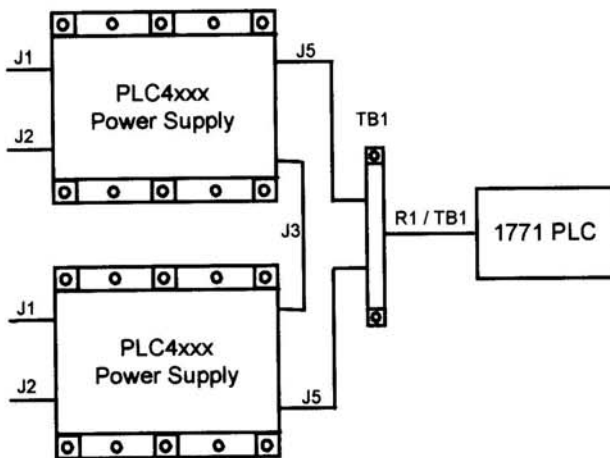 J1
J5
PLC4xxx
Power Supply
J2
TB1
J3
R1 / TB1
1771 PLC
J1
PLC4xxx
Power Supply
J2
J5